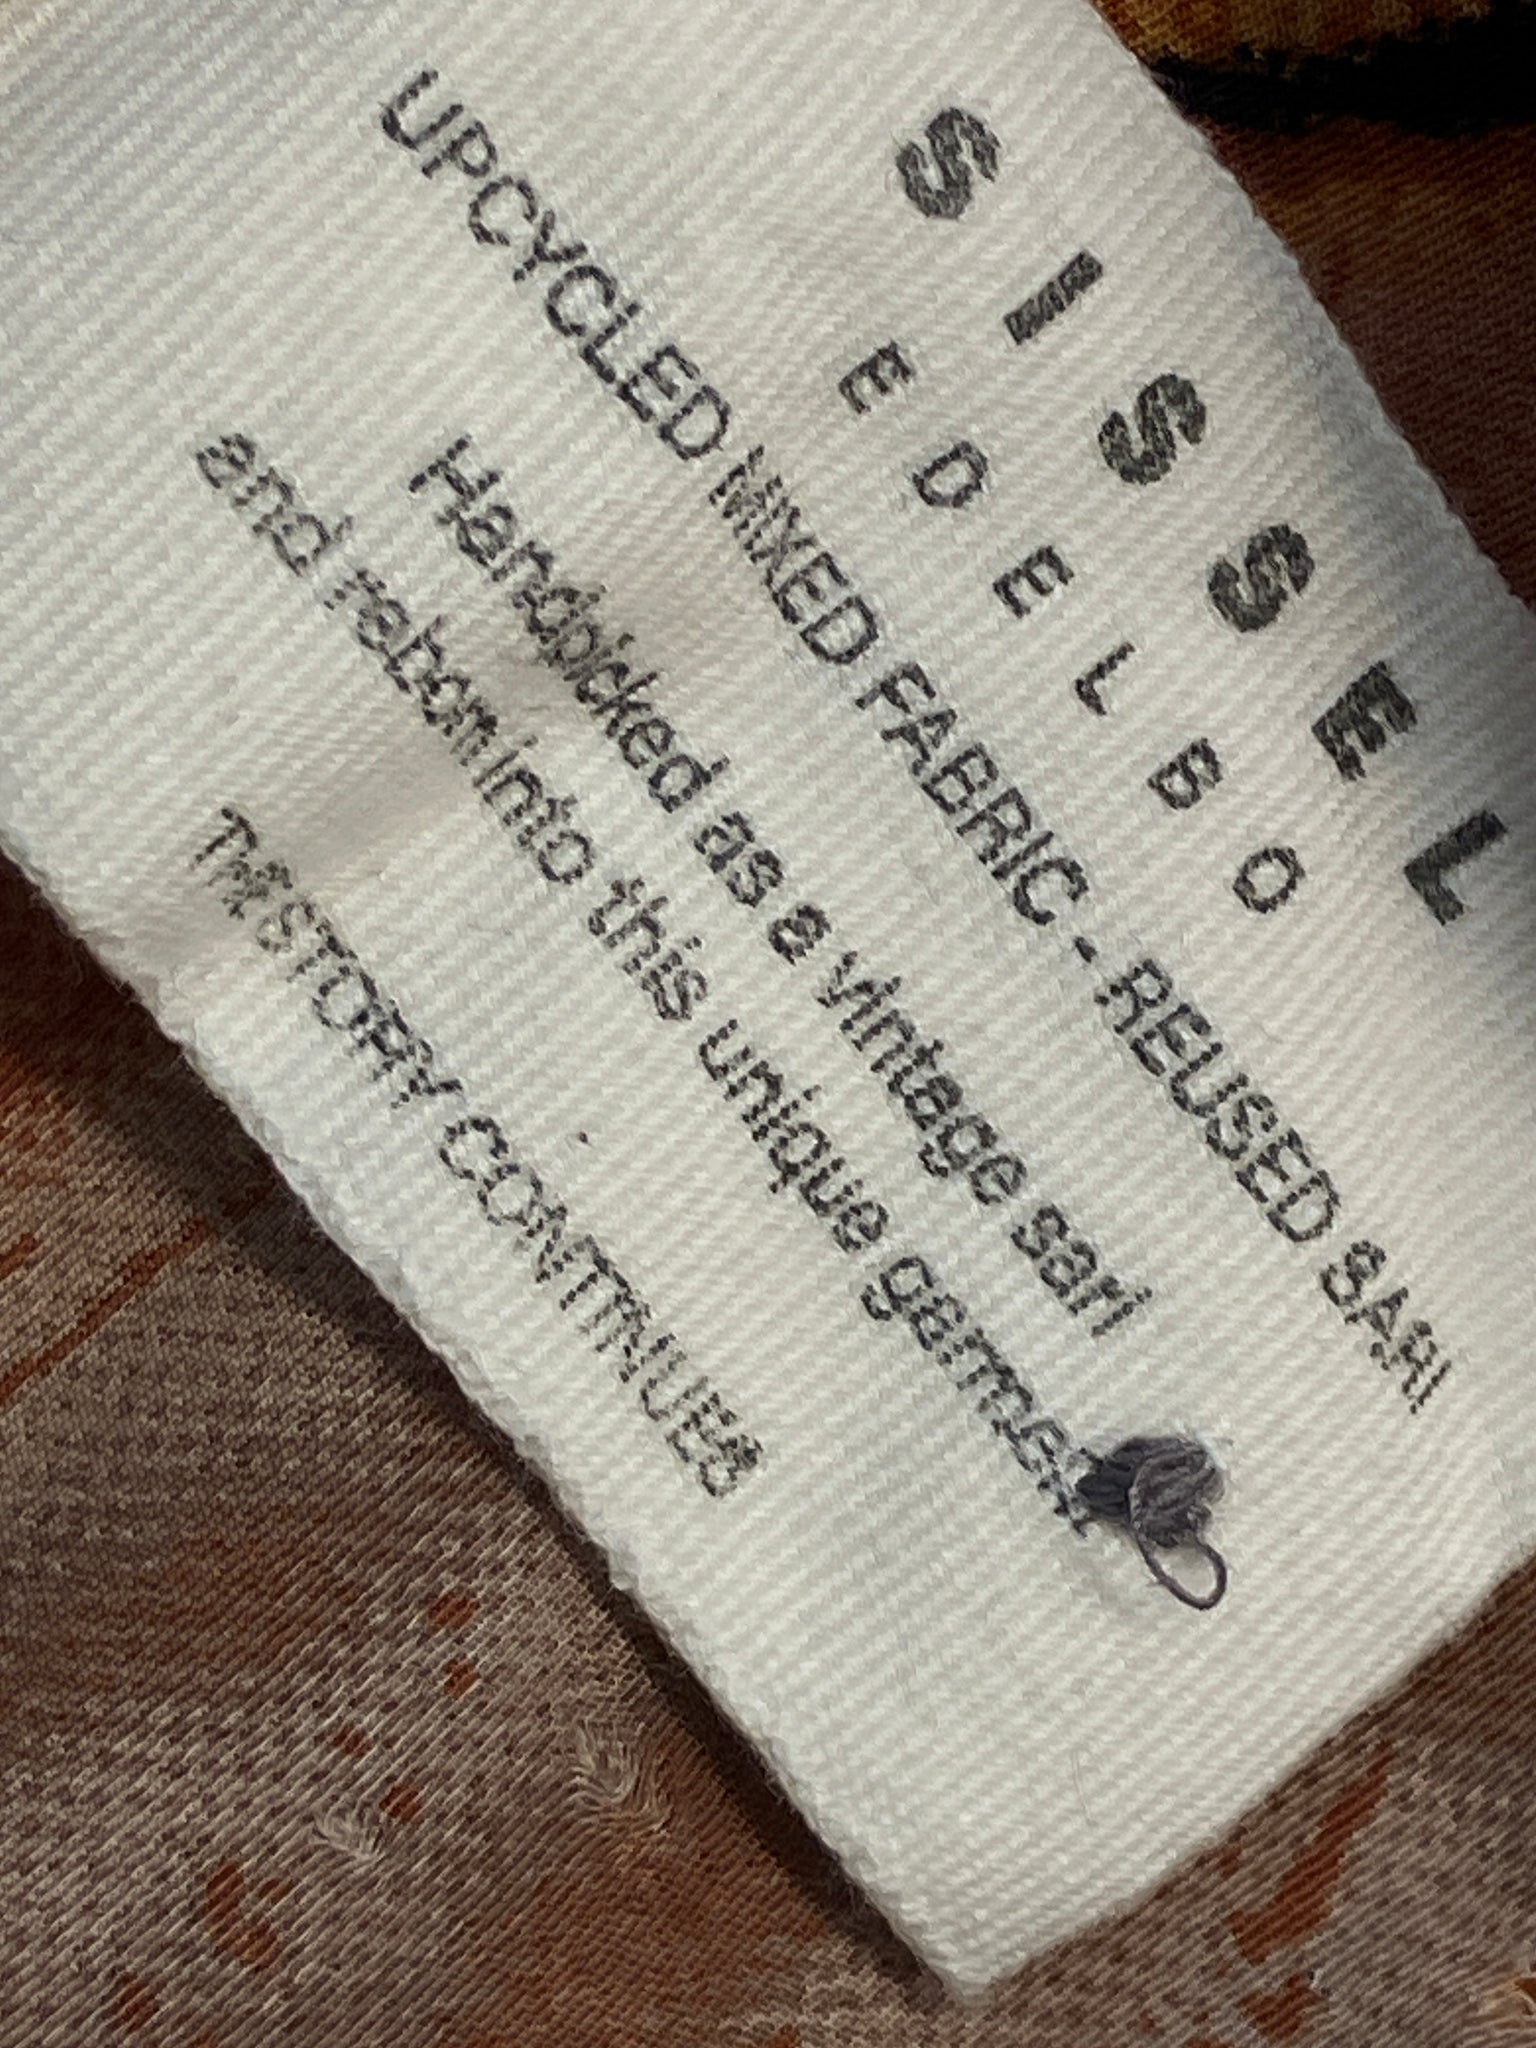 SISSEL
EDELBO
UPCYCLED MIXED FABRIC - REUSED SARI
Handpicked as a vintage sari
and reborn into this unique garment
THE STORY CONTINUES